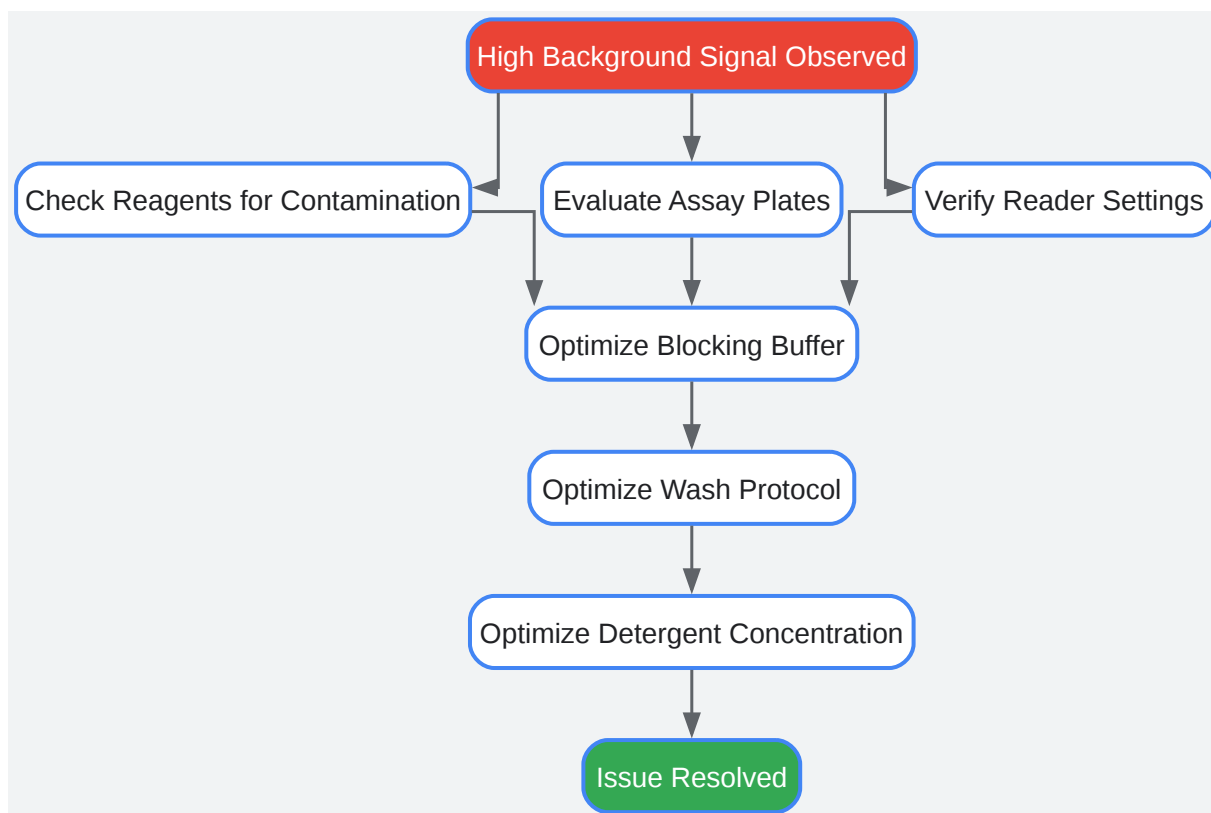 High Background Signal Observed
Check Reagents for Contamination
Evaluate Assay Plates
Verify Reader Settings
Optimize Blocking Buffer
Optimize Wash Protocol
Optimize Detergent Concentration
Issue Resolved